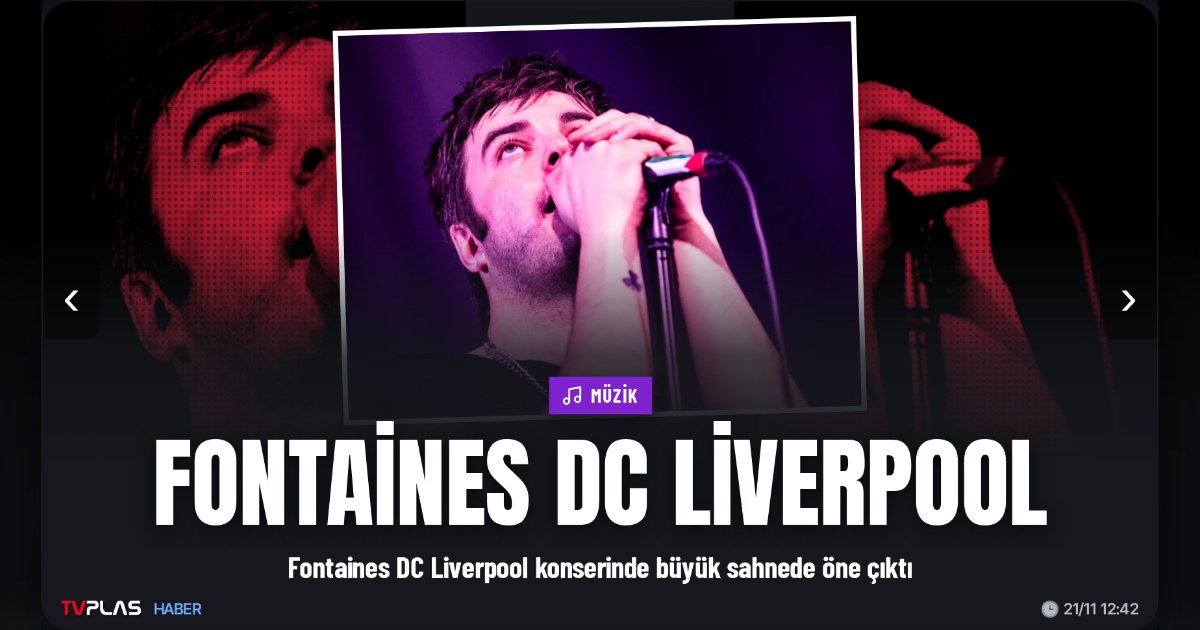 MÜZİK
FONTAİNES DC LİVERPOOL
Fontaines DC Liverpool konserinde büyük sahnede öne çıktı
TVPLAS HABER
21/11 12:42